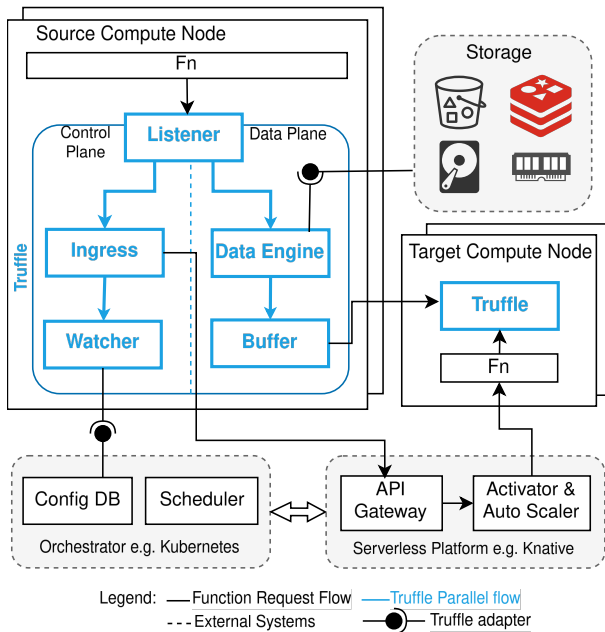 Source Compute Node
Fn
Control
Plane
Listener
Data Plane
Truffle
Ingress
Data Engine
Watcher
Buffer
Storage
Target Compute Node
Truffle
Fn
Config DB
Scheduler
Orchestrator e.g. Kubernetes
API
Gateway
Activator &
Auto Scaler
Serverless Platform e.g. Knative
Legend:
Function Request Flow
Truffle Parallel flow
External Systems
Truffle adapter